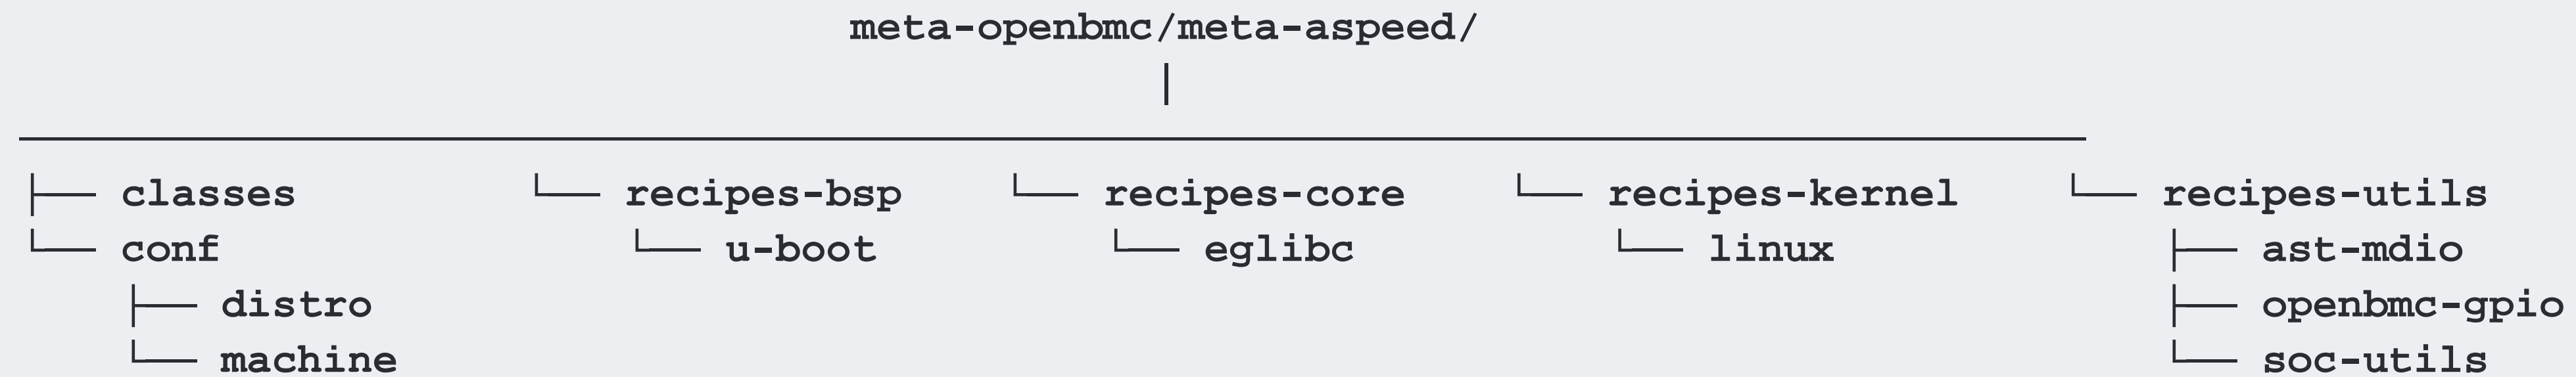 meta-openbmc/meta-aspeed/
|
├── classes └── recipes-bsp └── recipes-core └── recipes-kernel └── recipes-utils
└── conf └── u-boot └── eglibc └── linux ├── ast-mdio
├── distro ├── openbmc-gpio
└── machine └── soc-utils